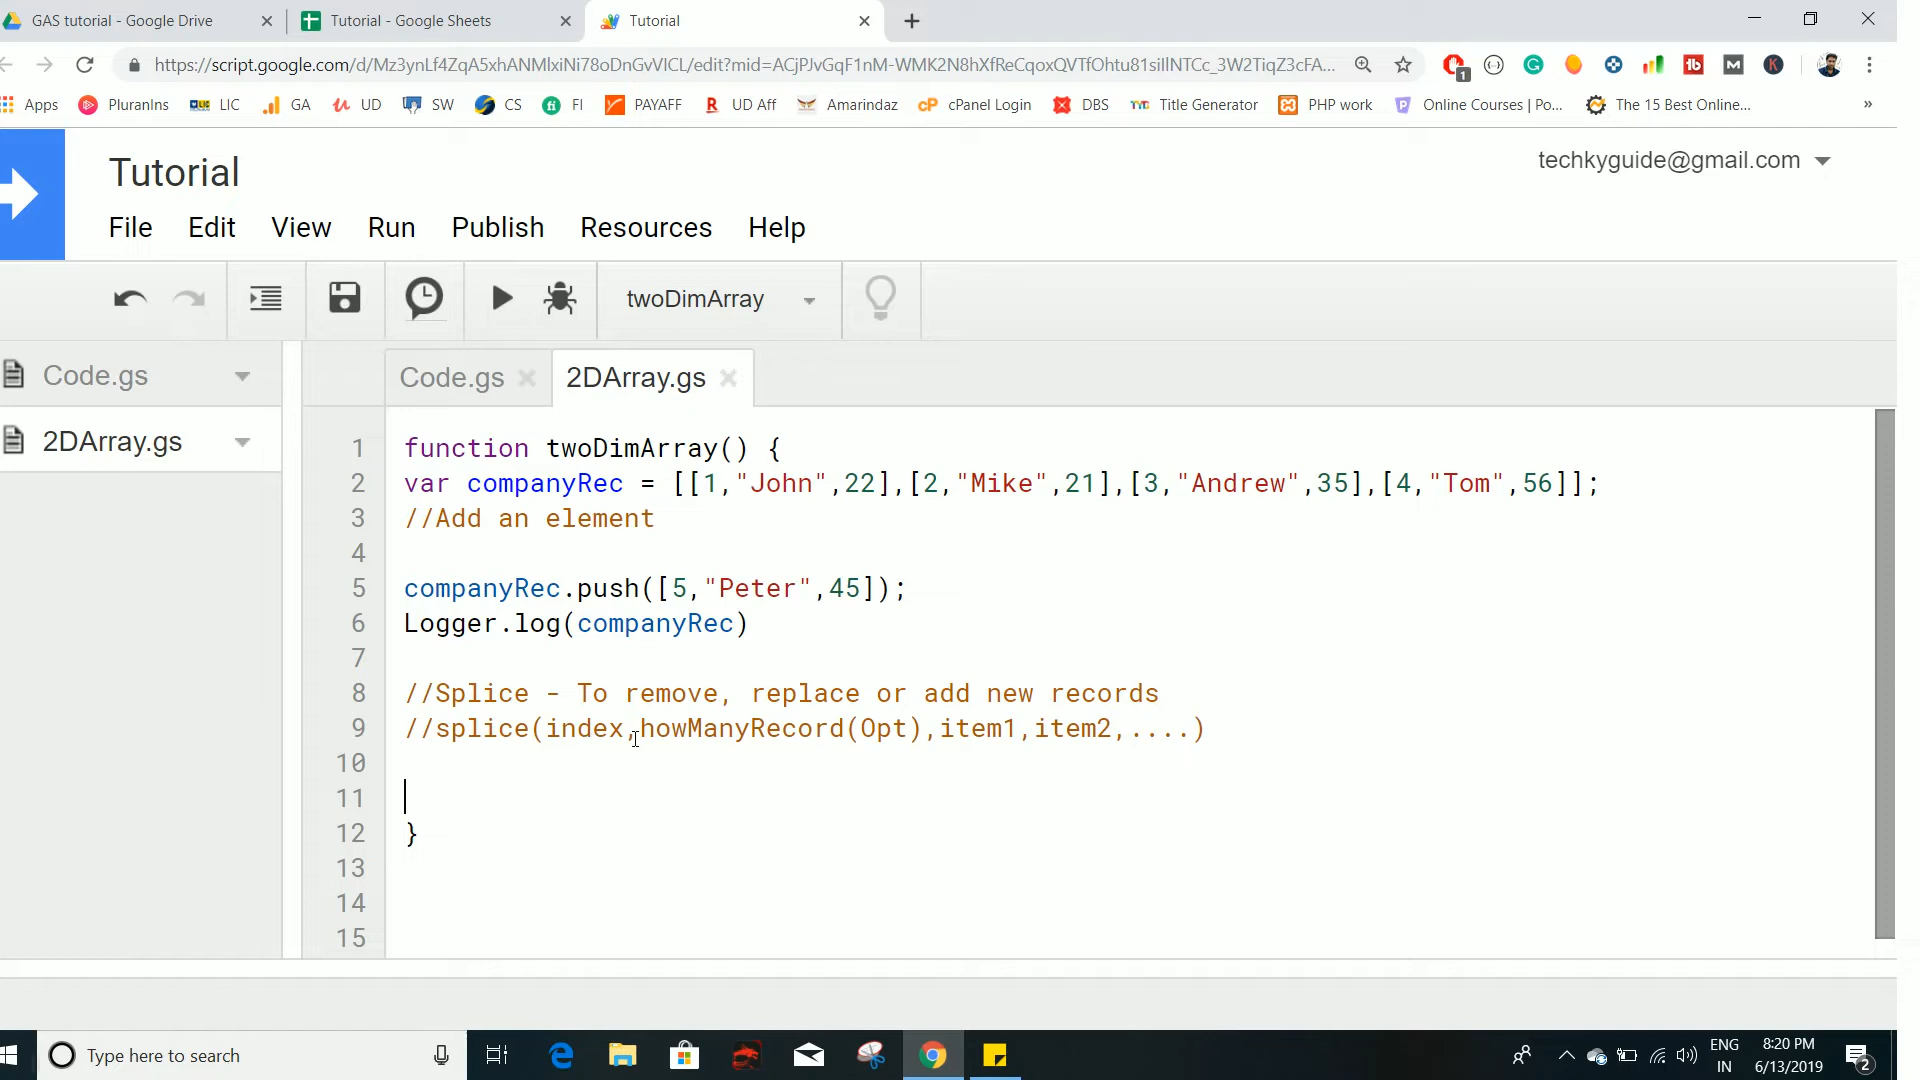 GAS tutorial - Google Drive
Tutorial - Google Sheets
Tutorial
https://script.google.com/d/Mz3ynLf4ZqA5xhANMlxiNi78oDnGvVICL/edit?mid=ACjPJvGqF1nM-WMK2N8hXfReCqoxQVTfOhtu81sillNTCc_3W2TiqZ3cFA...
1
Apps
PluranIns
LIC
GA
UD
SW
CS
FI
PAYAFF
UD Aff
Amarindaz
cPanel Login
DBS
Title Generator
PHP work
Online Courses | Po...
The 15 Best Online...
»
Tutorial
techkyguide@gmail.com
File Edit View Run Publish Resources Help
twoDimArray
Code.gs
2DArray.gs
Code.gs
2DArray.gs
1 function twoDimArray() {
2 var companyRec = [[1,"John",22],[2,"Mike",21],[3,"Andrew",35],[4,"Tom",56]];
3 //Add an element
4
5 companyRec.push([5,"Peter",45]);
6 Logger.log(companyRec)
7
8 //Splice - To remove, replace or add new records
9 //splice(index,howManyRecord(Opt),item1,item2,....)
10
11
12 }
13
14
15
Type here to search
ENG
IN
8:20 PM
6/13/2019
2